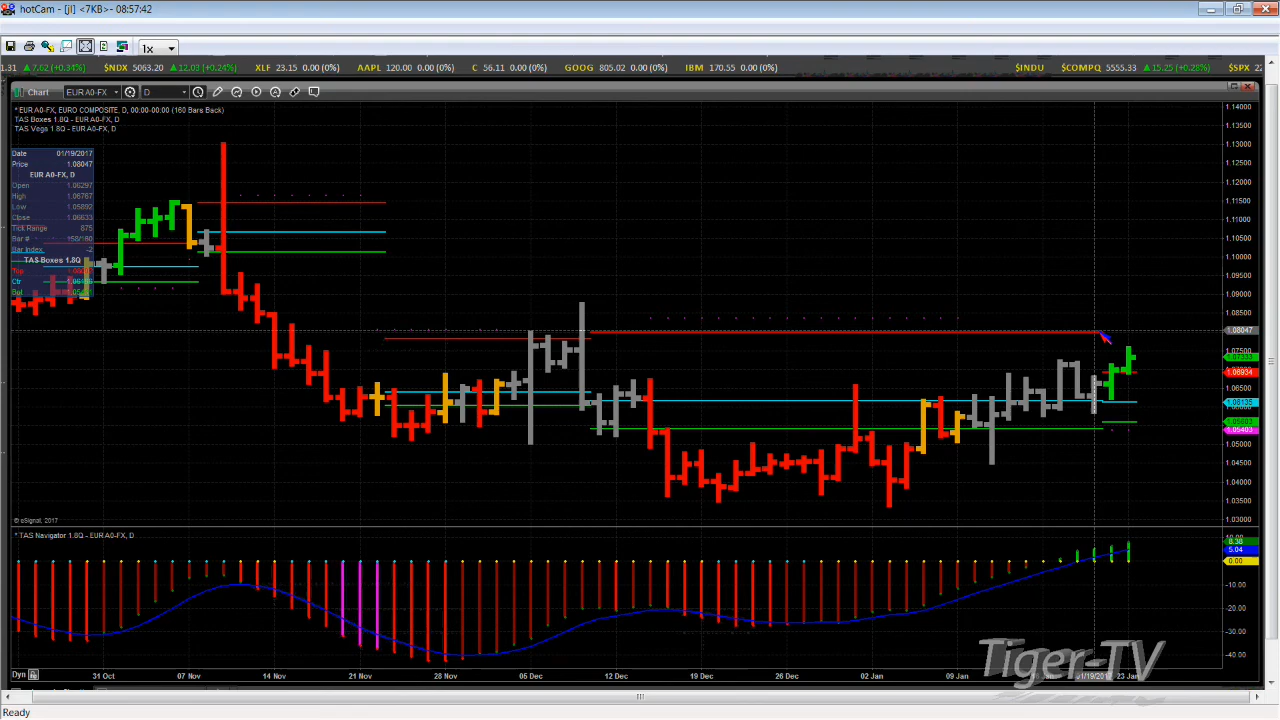 hotCam - [jl] <7KB>- 08:57:42
1x
1.31 ▲ 7.62 (+0.34%) $NDX 5063.20 ▲ 12.03 (+0.24%) XLF 23.15 0.00 (0%) AAPL 120.00 0.00 (0%) C 56.11 0.00 (0%) GOOG 805.02 0.00 (0%) IBM 170.55 0.00 (0%) $INDU $COMPQ 5555.33 ▲ 15.25 (+0.28%) $SPX 22
Chart EUR A0-FX D
* EUR A0-FX, EURO COMPOSITE, D, 00:00-00:00 (160 Bars Back)
TAS Boxes 1.8Q - EUR A0-FX, D
TAS Vega 1.8Q - EUR A0-FX, D
Date 01/19/2017
Price 1.08047
EUR A0-FX, D
Open 1.06297
High 1.06767
Low 1.05892
Close 1.06633
Tick Range 875
Bar # 158/160
Bar Index -2
TAS Boxes 1.8Q
Top
Ctr
Bot
1.14000
1.13500
1.13000
1.12500
1.12000
1.11500
1.11000
1.10500
1.10000
1.09500
1.09000
1.08500
1.08047
1.07500
1.06934
1.06500
1.06135
1.05403
1.05000
1.04500
1.04000
1.03500
1.03000
© eSignal, 2017
* TAS Navigator 1.8Q - EUR A0-FX, D
8.38
5.04
0.00
-10.00
-20.00
-30.00
-40.00
Tiger-TV
Dyn 31 Oct 07 Nov 14 Nov 21 Nov 28 Nov 05 Dec 12 Dec 19 Dec 26 Dec 02 Jan 09 Jan 01/19/2017 23 Jan
Ready